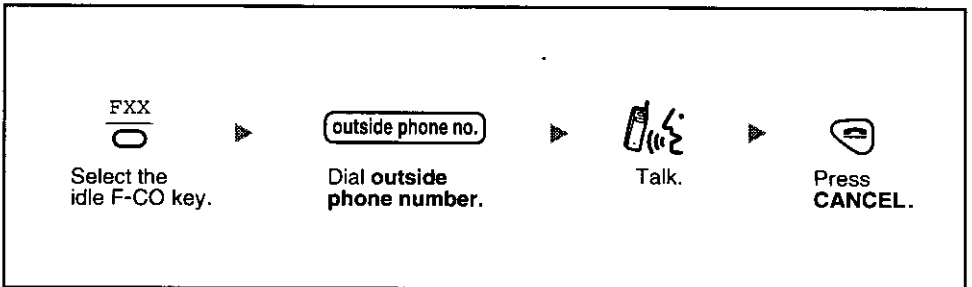 FXX
Select the
idle F-CO key.
outside phone no.
Dial outside
phone number.
Talk.
Press
CANCEL.